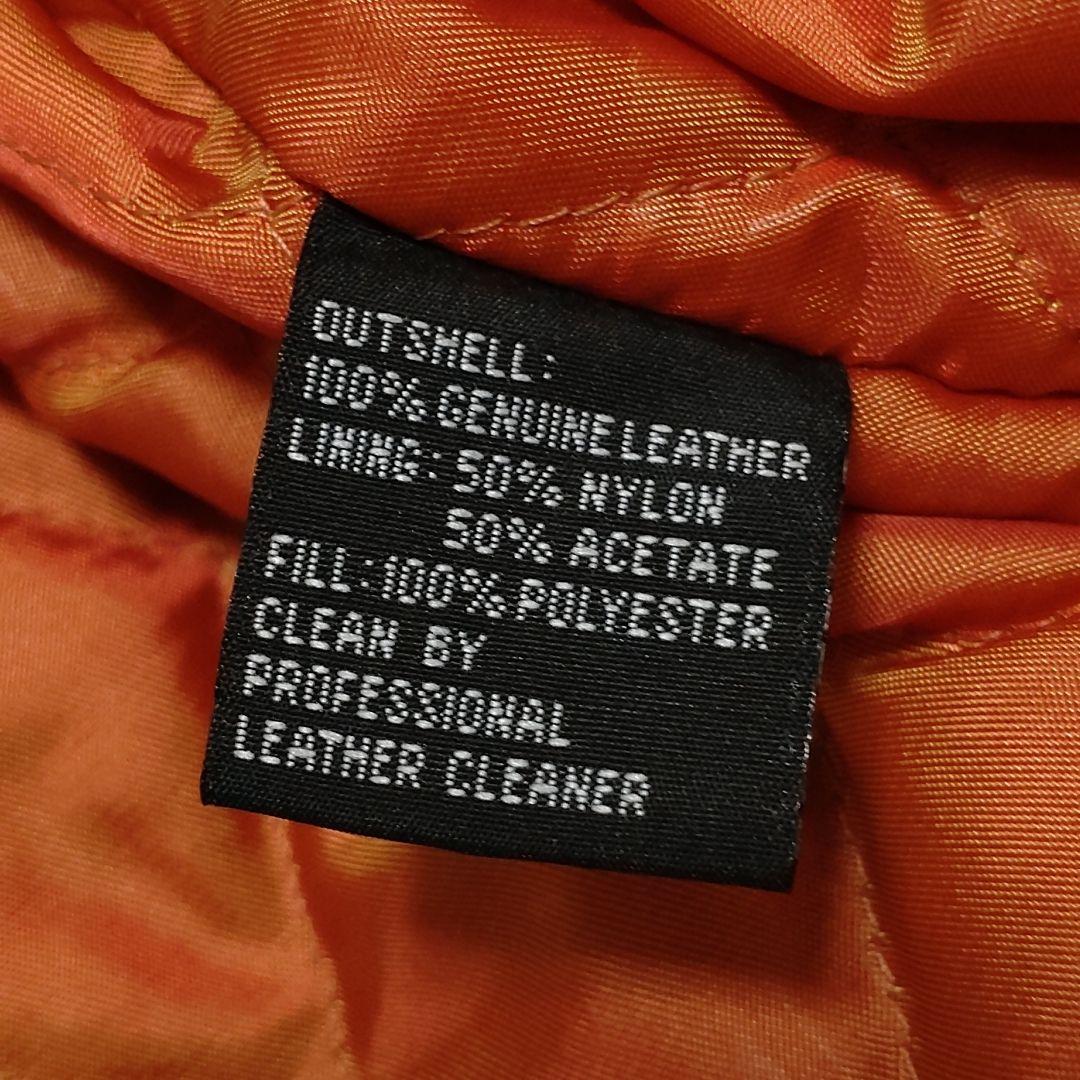 OUTSHELL:
100% GENUINE LEATHER
LINING: 50% NYLON
50% ACETATE
FILL: 100% POLYESTER
CLEAN BY
PROFESSIONAL
LEATHER CLEANER